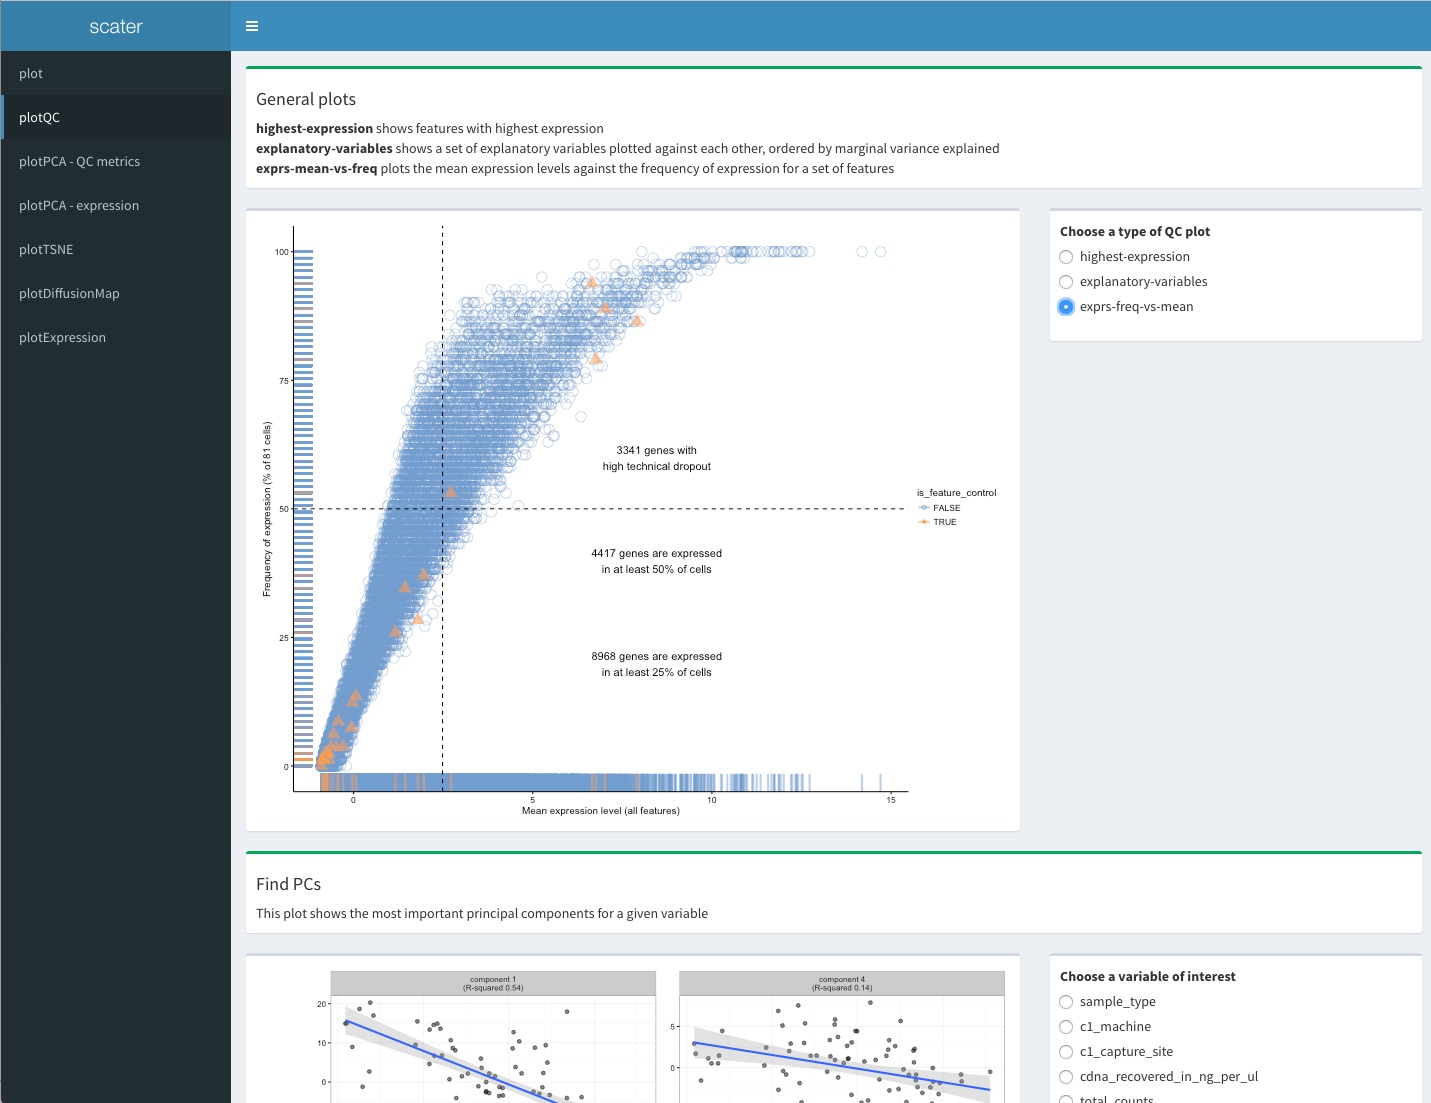 scater
plot
plotQC
plotPCA - QC metrics
plotPCA - expression
plotTSNE
plotDiffusionMap
plotExpression
General plots
highest-expression shows features with highest expression
explanatory-variables shows a set of explanatory variables plotted against each other, ordered by marginal variance explained
exprs-mean-vs-freq plots the mean expression levels against the frequency of expression for a set of features
100
75
50
25
0
Frequency of expression (% of 81 cells)
3341 genes with
high technical dropout
4417 genes are expressed
in at least 50% of cells
8968 genes are expressed
in at least 25% of cells
is_feature_control
FALSE
TRUE
0 5 10 15
Mean expression level (all features)
Choose a type of QC plot
highest-expression
explanatory-variables
exprs-freq-vs-mean
Find PCs
This plot shows the most important principal components for a given variable
component 1
(R-squared 0.54)
20
10
0
component 4
(R-squared 0.14)
5
0
Choose a variable of interest
sample_type
c1_machine
c1_capture_site
cdna_recovered_in_ng_per_ul
total_counts